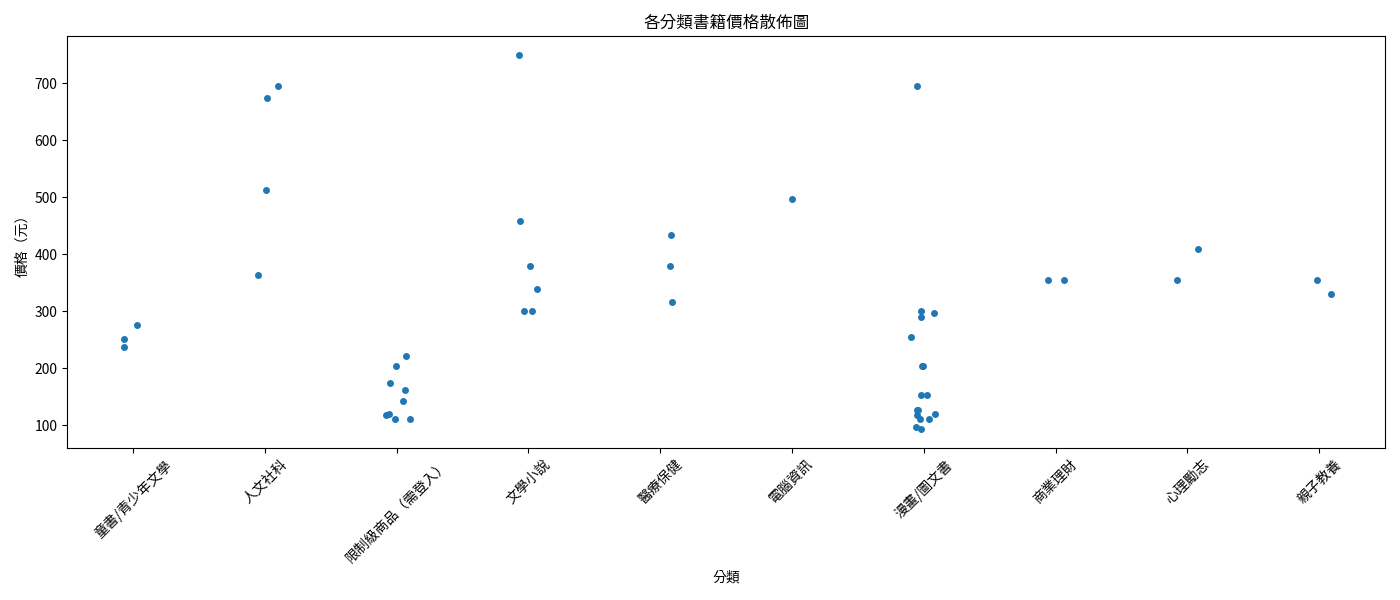 各分類書籍價格散佈圖
價格（元）
700
600
500
400
300
200
100
童書/青少年文學
人文社科
限制級商品（需登入）
文學小說
醫療保健
電腦資訊
漫畫/圖文書
商業理財
心理勵志
親子教養
分類